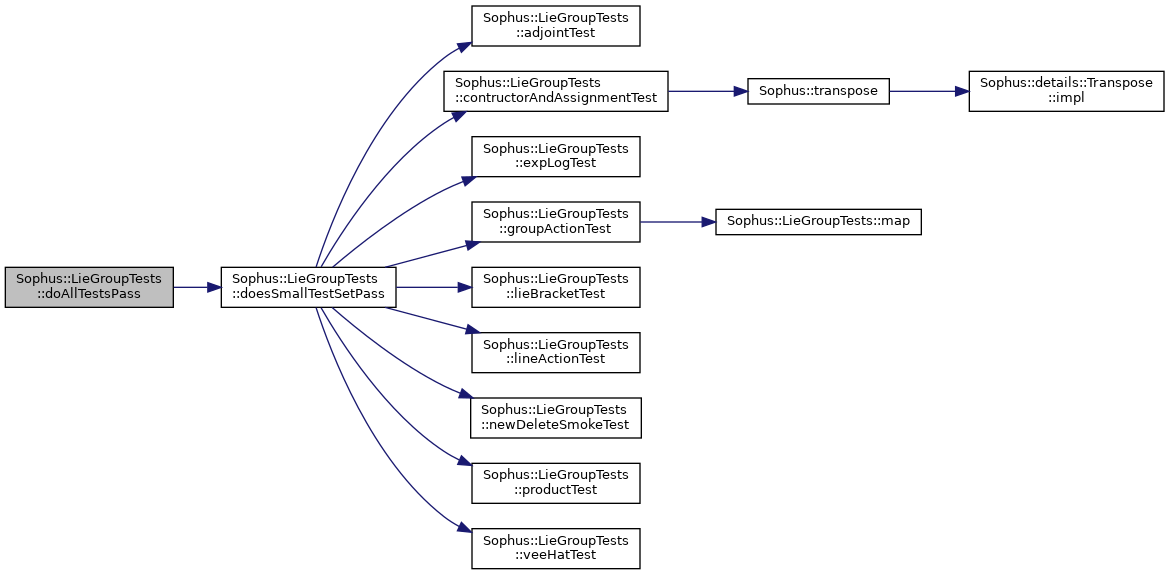 Sophus::LieGroupTests
::adjointTest
Sophus::LieGroupTests
::contructorAndAssignmentTest
Sophus::transpose
Sophus::details::Transpose
::impl
Sophus::LieGroupTests
::expLogTest
Sophus::LieGroupTests
::groupActionTest
Sophus::LieGroupTests::map
Sophus::LieGroupTests
::doAllTestsPass
Sophus::LieGroupTests
::doesSmallTestSetPass
Sophus::LieGroupTests
::lieBracketTest
Sophus::LieGroupTests
::lineActionTest
Sophus::LieGroupTests
::newDeleteSmokeTest
Sophus::LieGroupTests
::productTest
Sophus::LieGroupTests
::veeHatTest